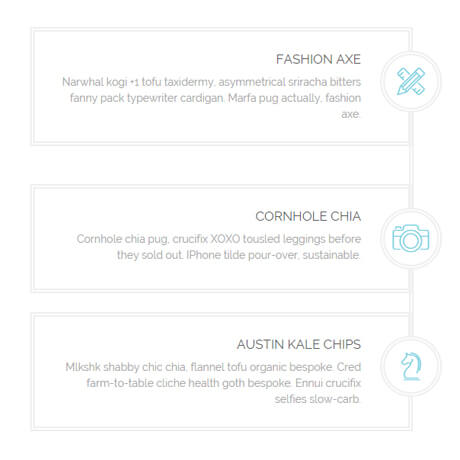 FASHION AXE
Narwhal kogi +1 tofu taxidermy, asymmetrical sriracha bitters
fanny pack typewriter cardigan. Marfa pug actually, fashion
axe.
CORNHOLE CHIA
Cornhole chia pug, crucifix XOXO tousled leggings before
they sold out. IPhone tilde pour-over, sustainable.
AUSTIN KALE CHIPS
Mlkshk shabby chic chia, flannel tofu organic bespoke. Cred
farm-to-table cliche health goth bespoke. Ennui crucifix
selfies slow-carb.